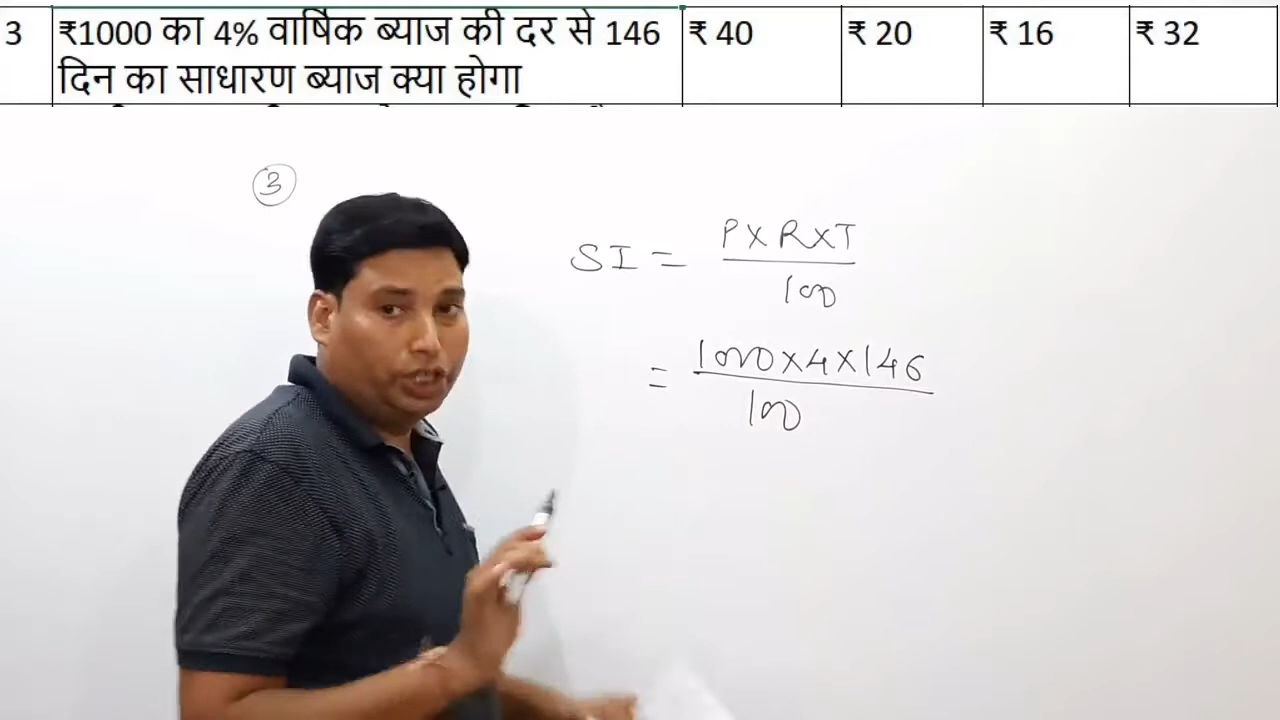 3 ₹1000 का 4% वार्षिक ब्याज की दर से 146 ₹ 40 ₹ 20 ₹ 16 ₹ 32
दिन का साधारण ब्याज क्या होगा
3
SI = P×R×T
100
= 1000×4×146
100